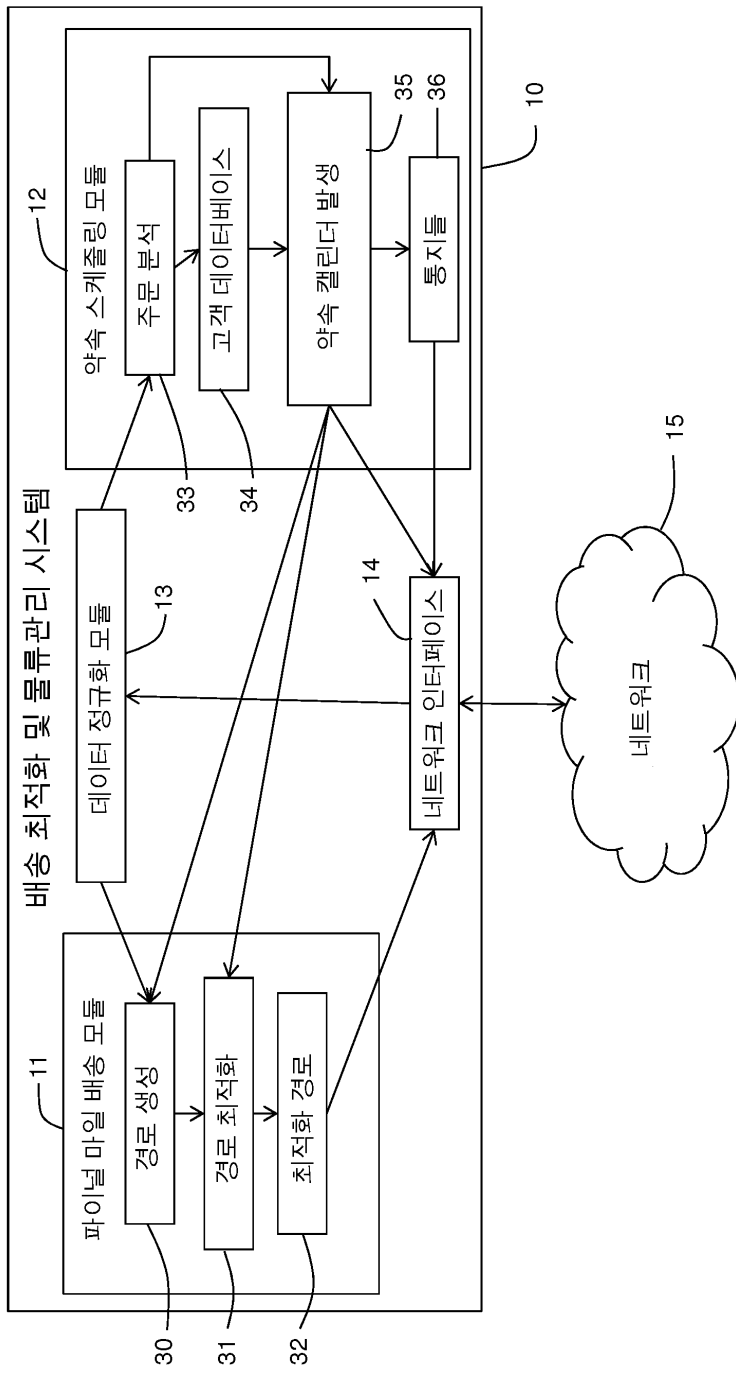 배송 최적화 및 물류관리 시스템
11
파이널 마일 배송 모듈
경로 생성
30
경로 최적화
31
최적화 경로
32
데이터 정규화 모듈
13
12
약속 스케줄링 모듈
주문 분석
33
고객 데이터베이스
34
약속 캘린더 발생
35
통지들
36
네트워크 인터페이스
14
10
네트워크
15